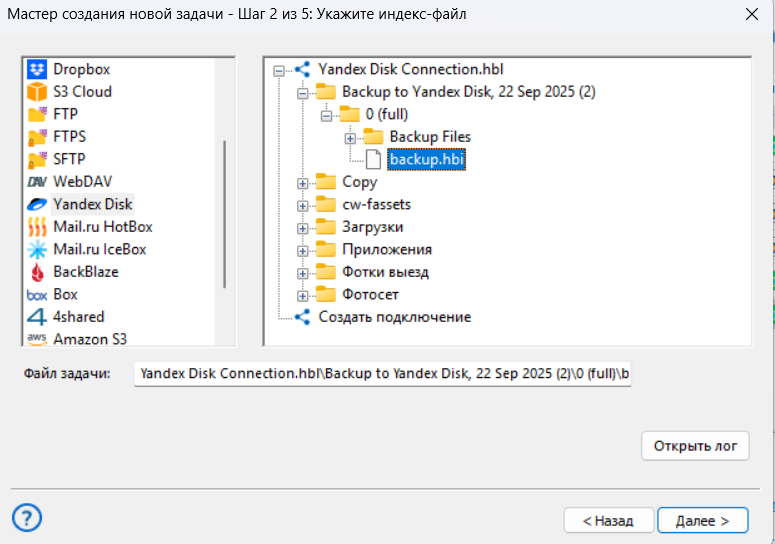 Мастер создания новой задачи - Шаг 2 из 5: Укажите индекс-файл
Dropbox
S3 Cloud
FTP
FTPS
SFTP
DAV WebDAV
Yandex Disk
Mail.ru HotBox
Mail.ru IceBox
BackBlaze
box Box
4shared
aws Amazon S3
Yandex Disk Connection.hbl
Backup to Yandex Disk, 22 Sep 2025 (2)
0 (full)
Backup Files
backup.hbi
Copy
cw-fassets
Загрузки
Приложения
Фотки выезд
Фотосет
Создать подключение
Файл задачи: Yandex Disk Connection.hbl\Backup to Yandex Disk, 22 Sep 2025 (2)\0 (full)\b
Открыть лог
? < Назад Далее >